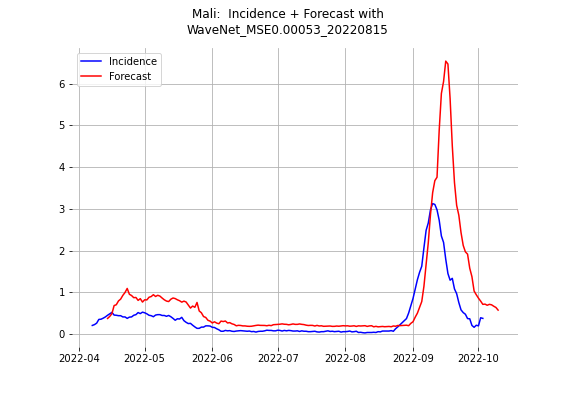 Mali:  Incidence + Forecast with
WaveNet_MSE0.00053_20220815
Incidence
Forecast
6
5
4
3
2
1
0
2022-04 2022-05 2022-06 2022-07 2022-08 2022-09 2022-10